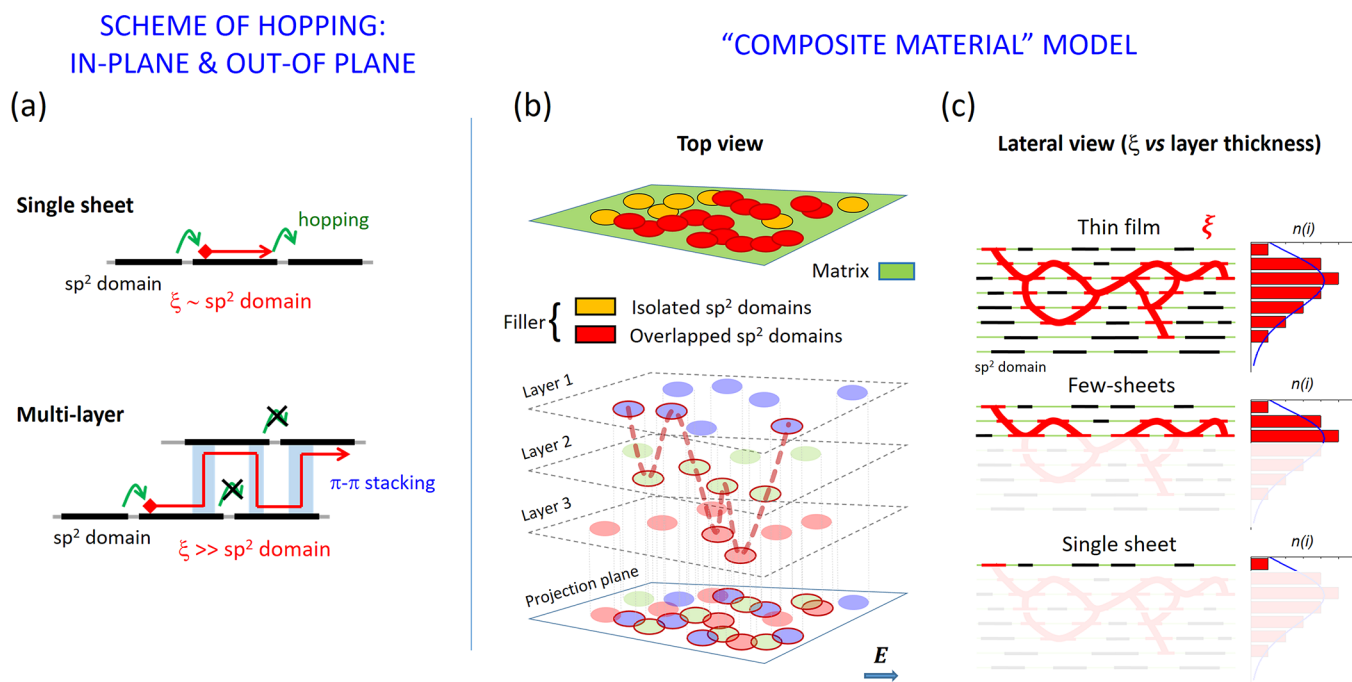 SCHEME OF HOPPING:
IN-PLANE & OUT-OF PLANE
“COMPOSITE MATERIAL” MODEL
(a)
Single sheet
hopping
sp² domain
ξ ~ sp² domain
Multi-layer
π-π stacking
sp² domain
ξ >> sp² domain
(b)
Top view
Matrix
Filler {
Isolated sp² domains
Overlapped sp² domains
Layer 1
Layer 2
Layer 3
Projection plane
E
(c)
Lateral view (ξ vs layer thickness)
Thin film
ξ
n(i)
sp² domain
Few-sheets
n(i)
Single sheet
n(i)